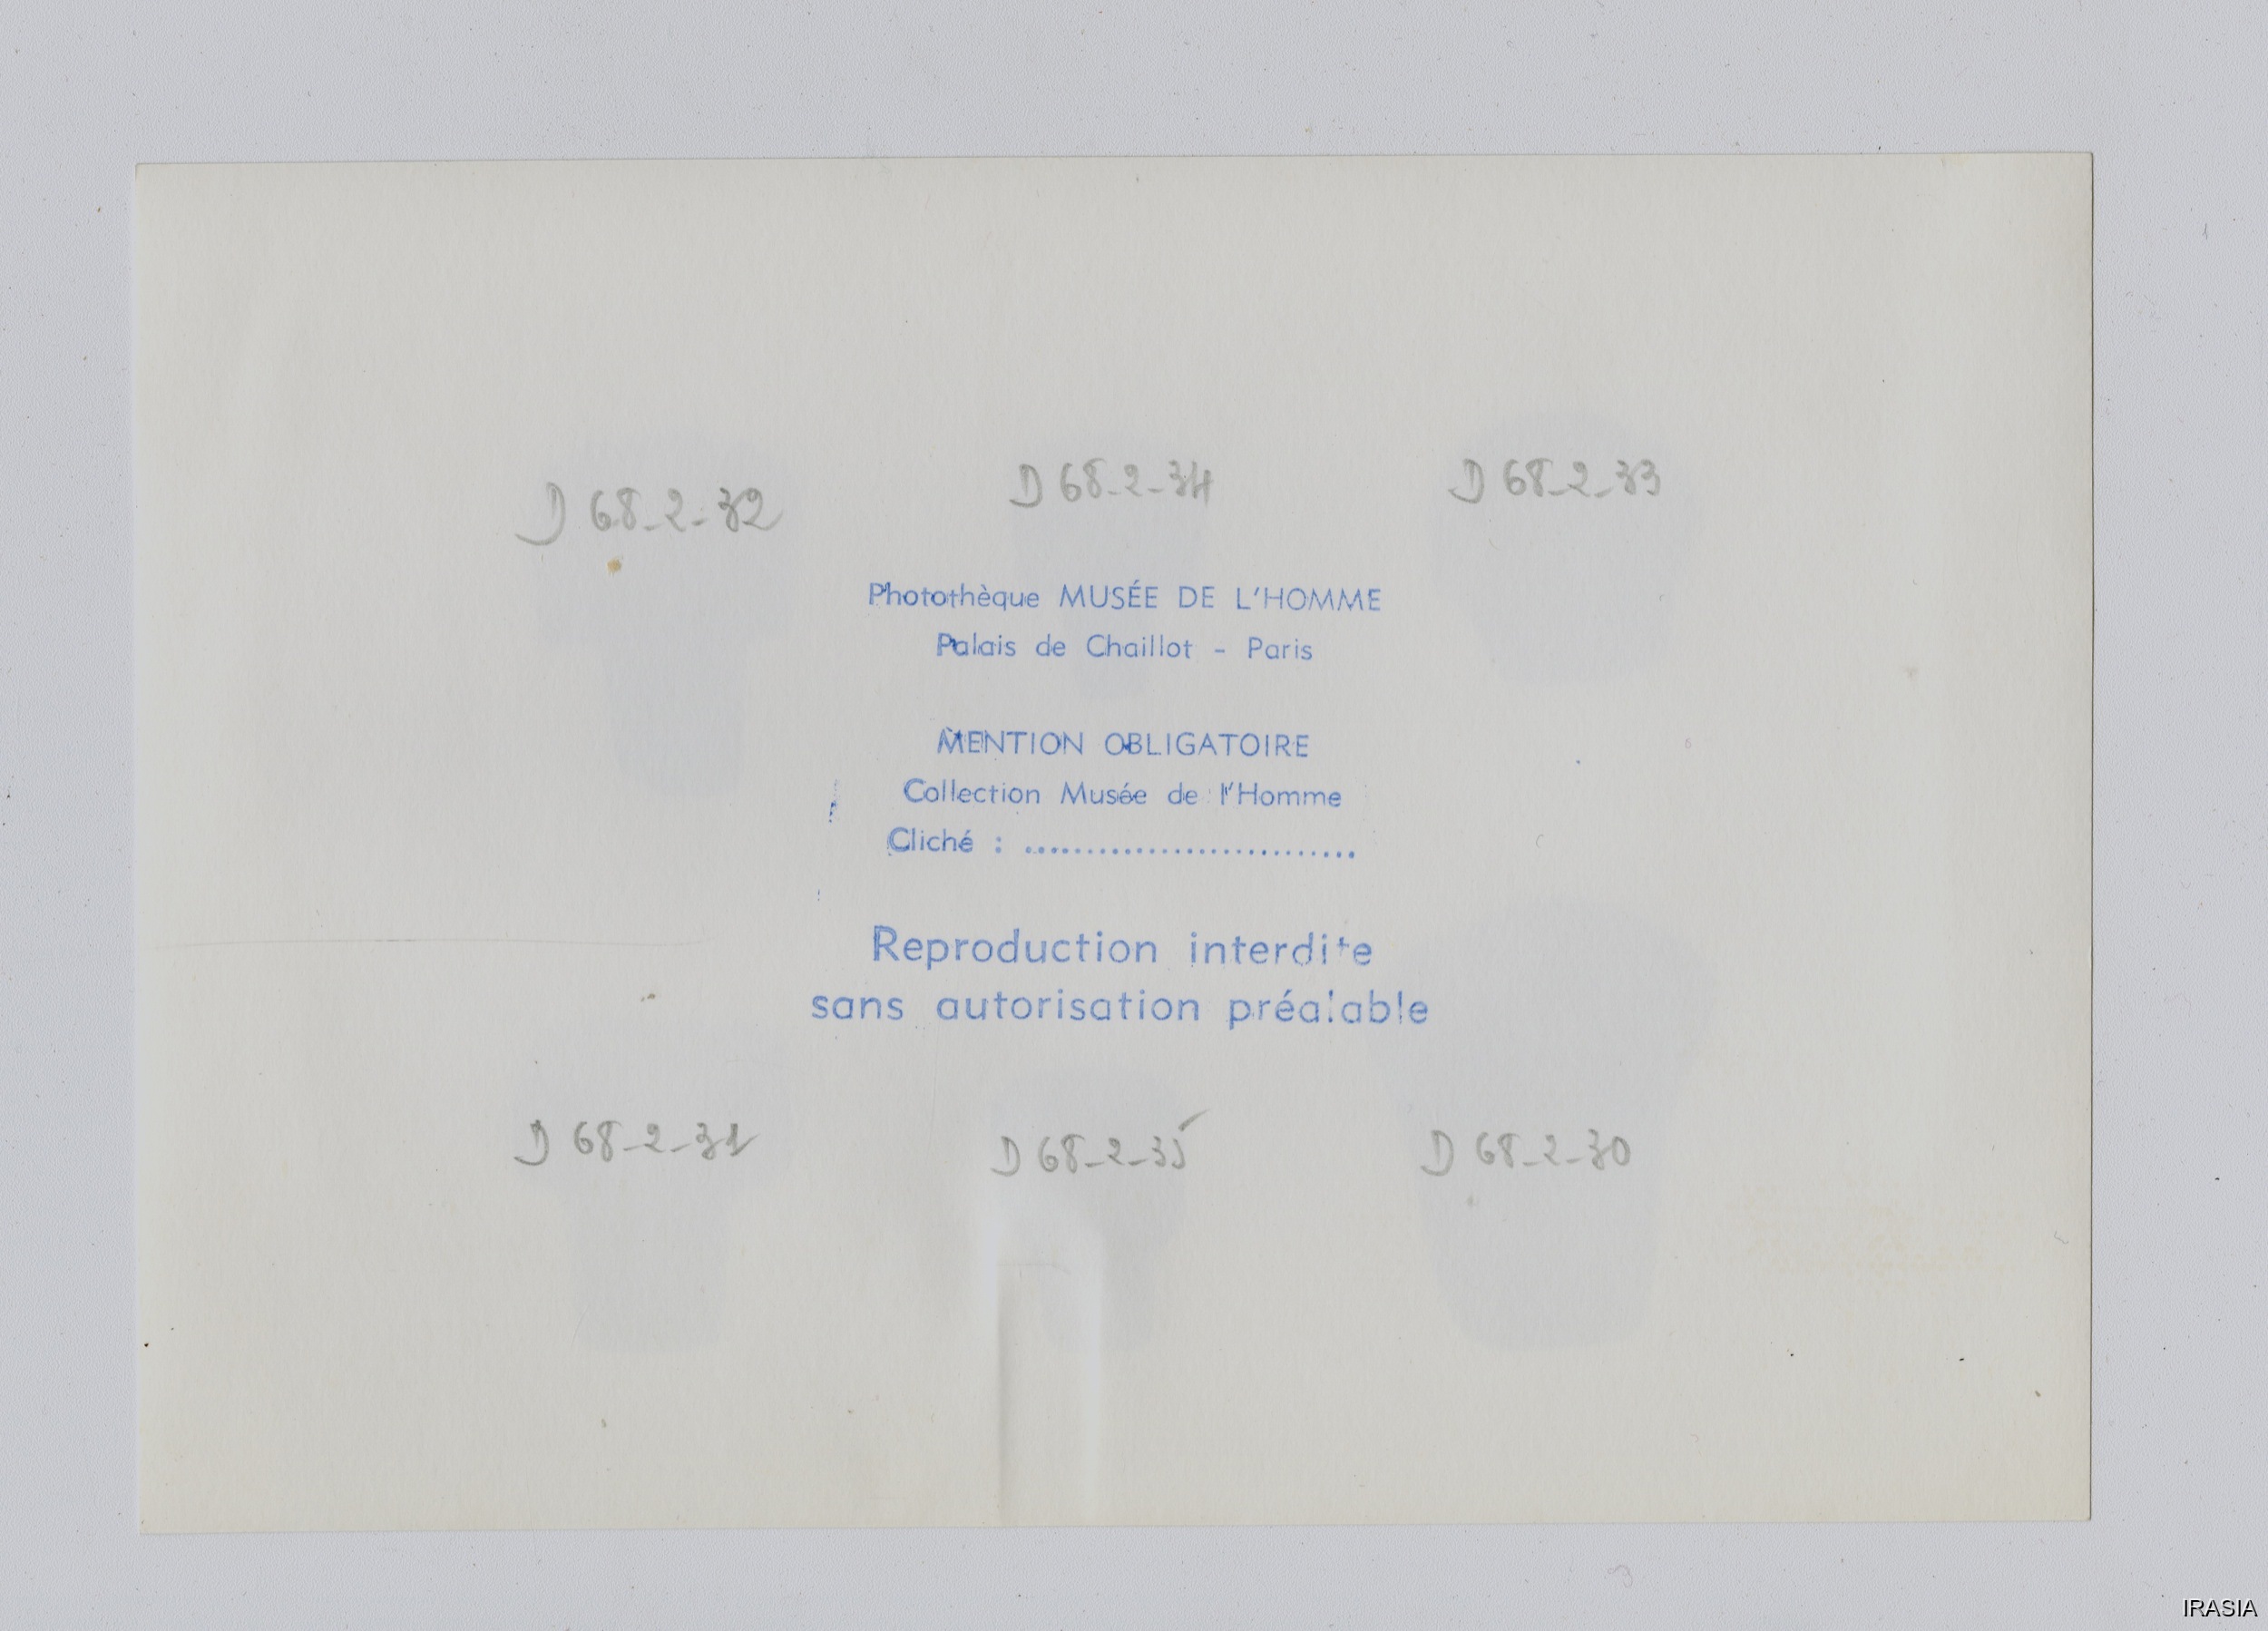 D 68-2-32 D 68-2-34 D 68-2-33
Photothèque MUSÉE DE L'HOMME
Palais de Chaillot - Paris
MENTION OBLIGATOIRE
Collection Musée de l'Homme
Cliché : ............................
Reproduction interdite
sans autorisation préalable
D 68-2-31 D 68-2-35 D 68-2-30
IRASIA